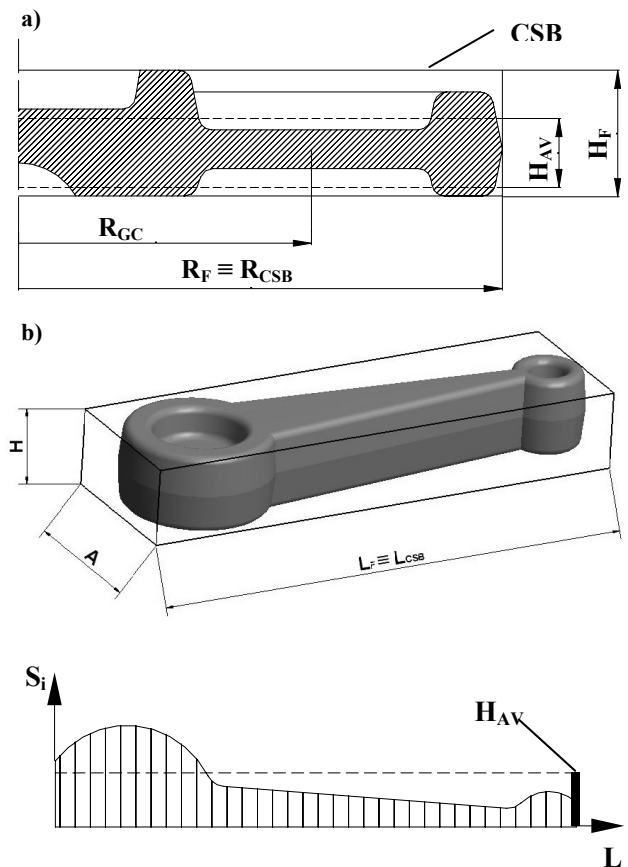 a)
CSB
H_AV
H_F
R_GC
R_F ≡ R_CSB
b)
H
A
L_F ≡ L_CSB
S_i
H_AV
L